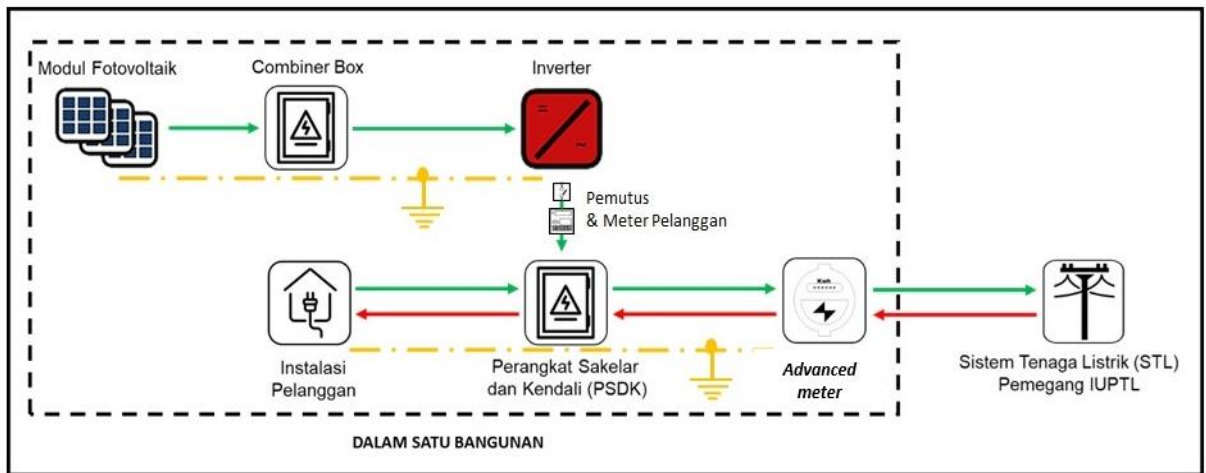 Modul Fotovoltaik
Combiner Box
Inverter
=
~
Pemutus
& Meter Pelanggan
Kwh
Instalasi
Pelanggan
Perangkat Sakelar
dan Kendali (PSDK)
Advanced
meter
Sistem Tenaga Listrik (STL)
Pemegang IUPTL
DALAM SATU BANGUNAN